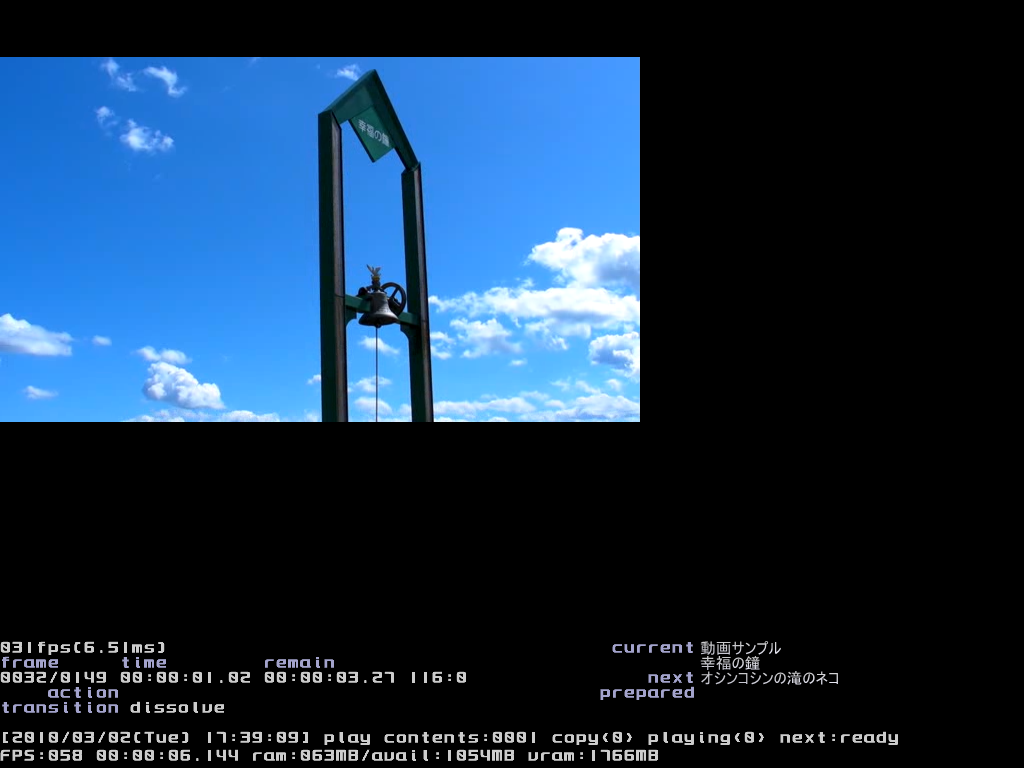 幸福の鐘
031fps(6.51ms) current 動画サンプル
frame time remain 幸福の鐘
0032/0149 00:00:01.02 00:00:03.27 116:0 next オシンコシンの滝のネコ
action prepared
transition dissolve
[2010/03/02(Tue) 17:39:09] play contents:0001 copy(0) playing(0) next:ready
FPS:058 00:00:06.144 ram:063MB/avail:1054MB vram:1766MB